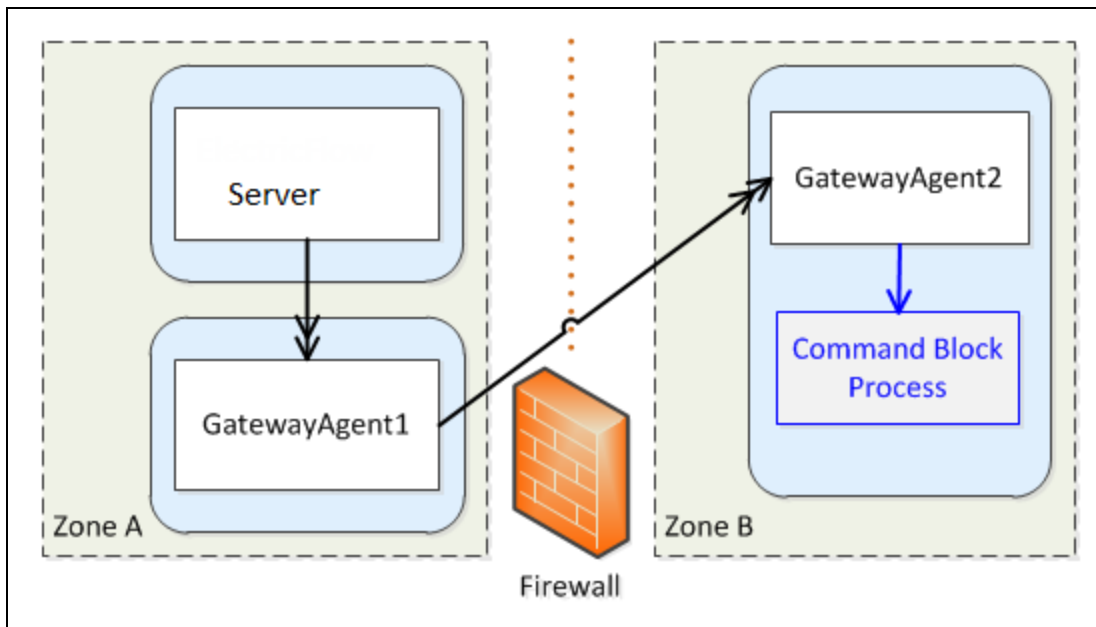 Server
GatewayAgent1
Zone A
Firewall
GatewayAgent2
Command Block
Process
Zone B